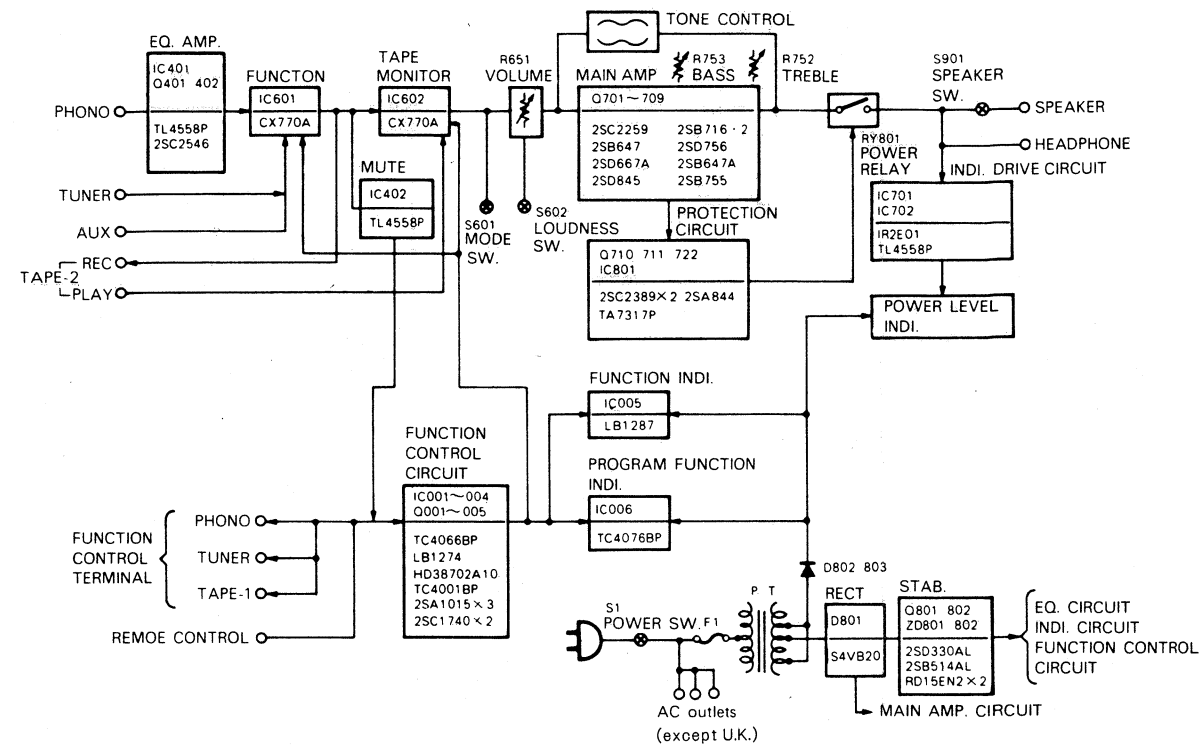 TONE CONTROL
EQ. AMP.
IC401
Q401 402
TL4558P
2SC2546
PHONO
FUNCTON
IC601
CX770A
TAPE
MONITOR
IC602
CX770A
R651
VOLUME
MAIN AMP
R753
BASS
R752
TREBLE
Q701~709
2SC2259
2SB716·2
2SB647
2SD756
2SD667A
2SB647A
2SD845
2SB755
S901
SPEAKER
SW.
SPEAKER
HEADPHONE
RY801
POWER
RELAY
INDI. DRIVE CIRCUIT
IC701
IC702
IR2E01
TL4558P
POWER LEVEL
INDI.
MUTE
IC402
TL4558P
S601
MODE
SW.
S602
LOUDNESS
SW.
PROTECTION
CIRCUIT
Q710 711 722
IC801
2SC2389×2 2SA844
TA7317P
TUNER
AUX
TAPE-2
REC
PLAY
FUNCTION INDI.
IC005
LB1287
PROGRAM FUNCTION
INDI.
IC006
TC4076BP
FUNCTION
CONTROL
CIRCUIT
IC001~004
Q001~005
TC4066BP
LB1274
HD38702A10
TC4001BP
2SA1015×3
2SC1740×2
FUNCTION
CONTROL
TERMINAL
PHONO
TUNER
TAPE-1
REMOE CONTROL
D802 803
S1
POWER SW.
F1
P. T
RECT
D801
S4VB20
STAB.
Q801 802
ZD801 802
2SD330AL
2SB514AL
RD15EN2×2
EQ. CIRCUIT
INDI. CIRCUIT
FUNCTION CONTROL
CIRCUIT
MAIN AMP. CIRCUIT
AC outlets
(except U.K.)